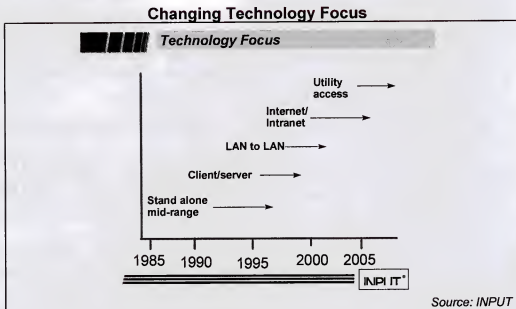 Changing Technology Focus
Technology Focus
Utility
access
Internet/
Intranet
LAN to LAN
Client/server
Stand alone
mid-range
1985 1990 1995 2000 2005
INPUT
Source: INPUT